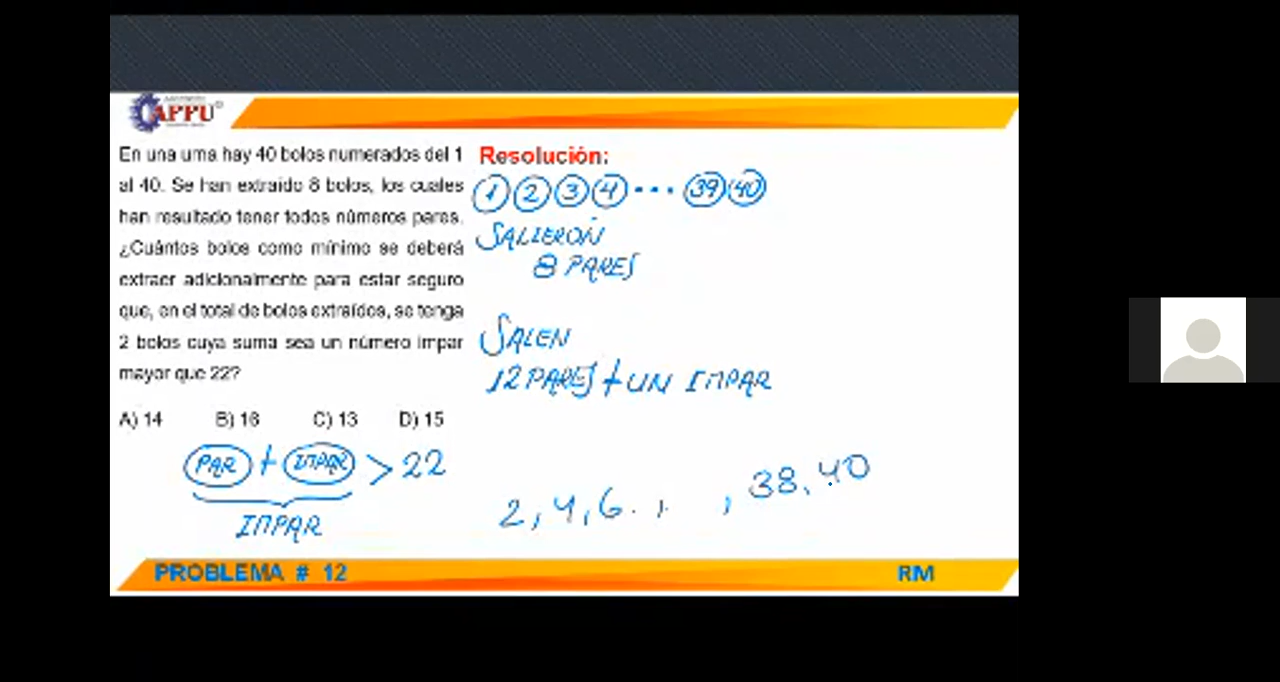 APPU
En una urna hay 40 bolos numerados del 1
al 40. Se han extraído 8 bolos, los cuales
han resultado tener todos números pares.
¿Cuántos bolos como mínimo se deberá
extraer adicionalmente para estar seguro
que, en el total de bolos extraídos, se tenga
2 bolos cuya suma sea un número impar
mayor que 22?
A) 14 B) 16 C) 13 D) 15
PAR + IMPAR > 22
IMPAR
Resolución:
1 2 3 4 ... 39 40
SALIERON
8 PARES
SALEN
12 PARES + UN IMPAR
2, 4, 6 . , , 38, 40
PROBLEMA # 12
RM